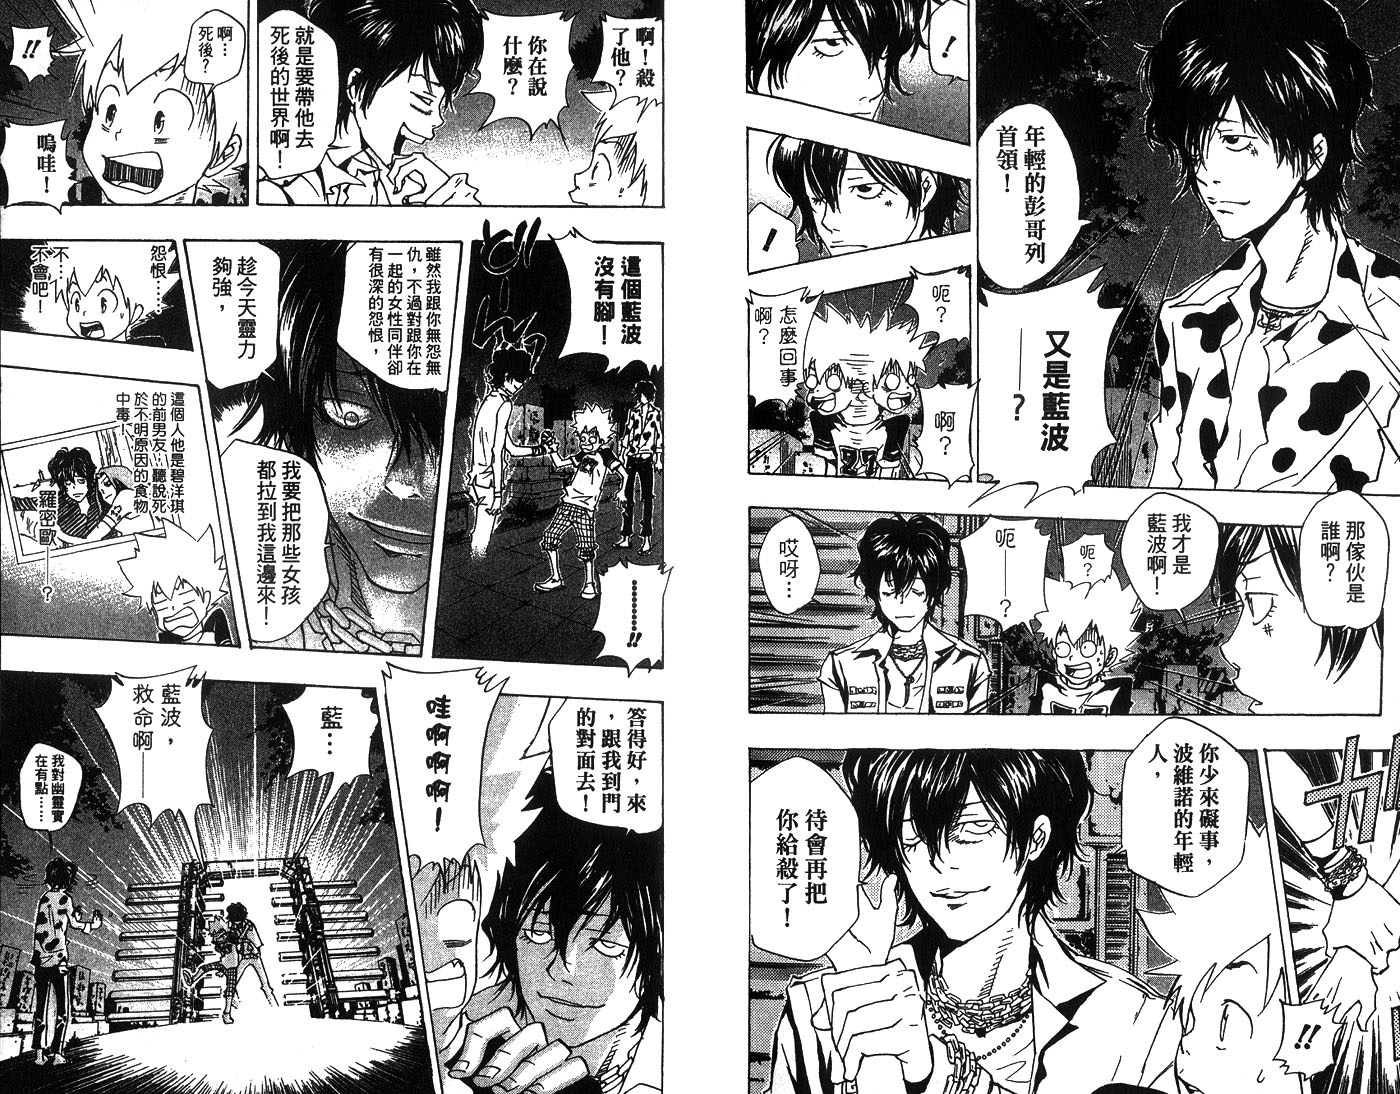 年輕的彭哥列
首領！
又是藍波
——？
！
！
呃？
怎麼回事
啊？
啊？
那傢伙是
誰啊？
我才是
藍波啊！
呃？
呃
——？
哎呀…
你少來礙事，
波維諾的年輕
人，
待會再把
你給殺了！
!!
啊！殺
了他？
你在說
什麼？
就是要帶他去
死後的世界啊！
啊…
死後？
!!
嗚哇！
這個藍波
沒有腳！
………!!
雖然我跟你無怨無
仇，不過對跟你在
一起的女性同伴卻
有很深的怨恨，
趁今天靈力
夠強，
我要把那些女孩
都拉到我這邊來！
怨恨……
不…
不會吧！
這個人他是碧洋琪
的前男友…聽說死
於不明原因的食物
中毒！
羅密歐
——？
答得好，來
，跟我到門
的對面去！
哇啊啊啊！
藍…
藍波，
救命啊
——
我對幽靈實
在有點……